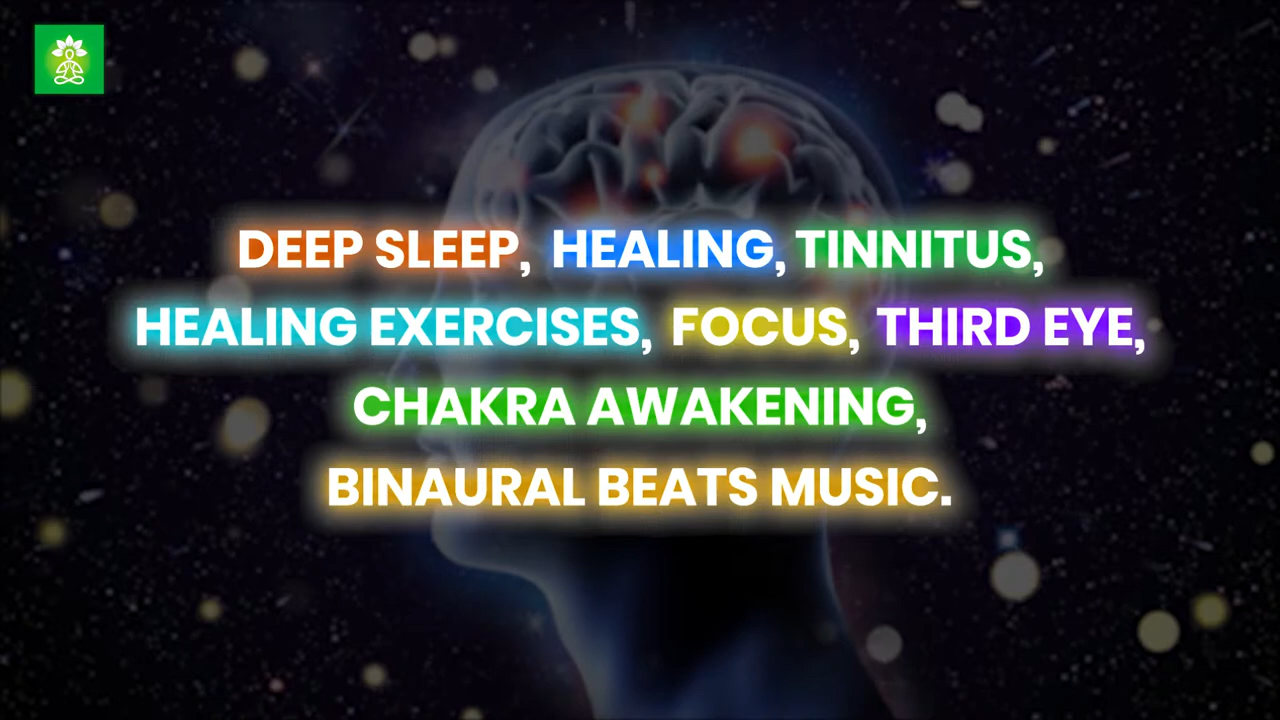 DEEP SLEEP, HEALING, TINNITUS,
HEALING EXERCISES, FOCUS, THIRD EYE,
CHAKRA AWAKENING,
BINAURAL BEATS MUSIC.